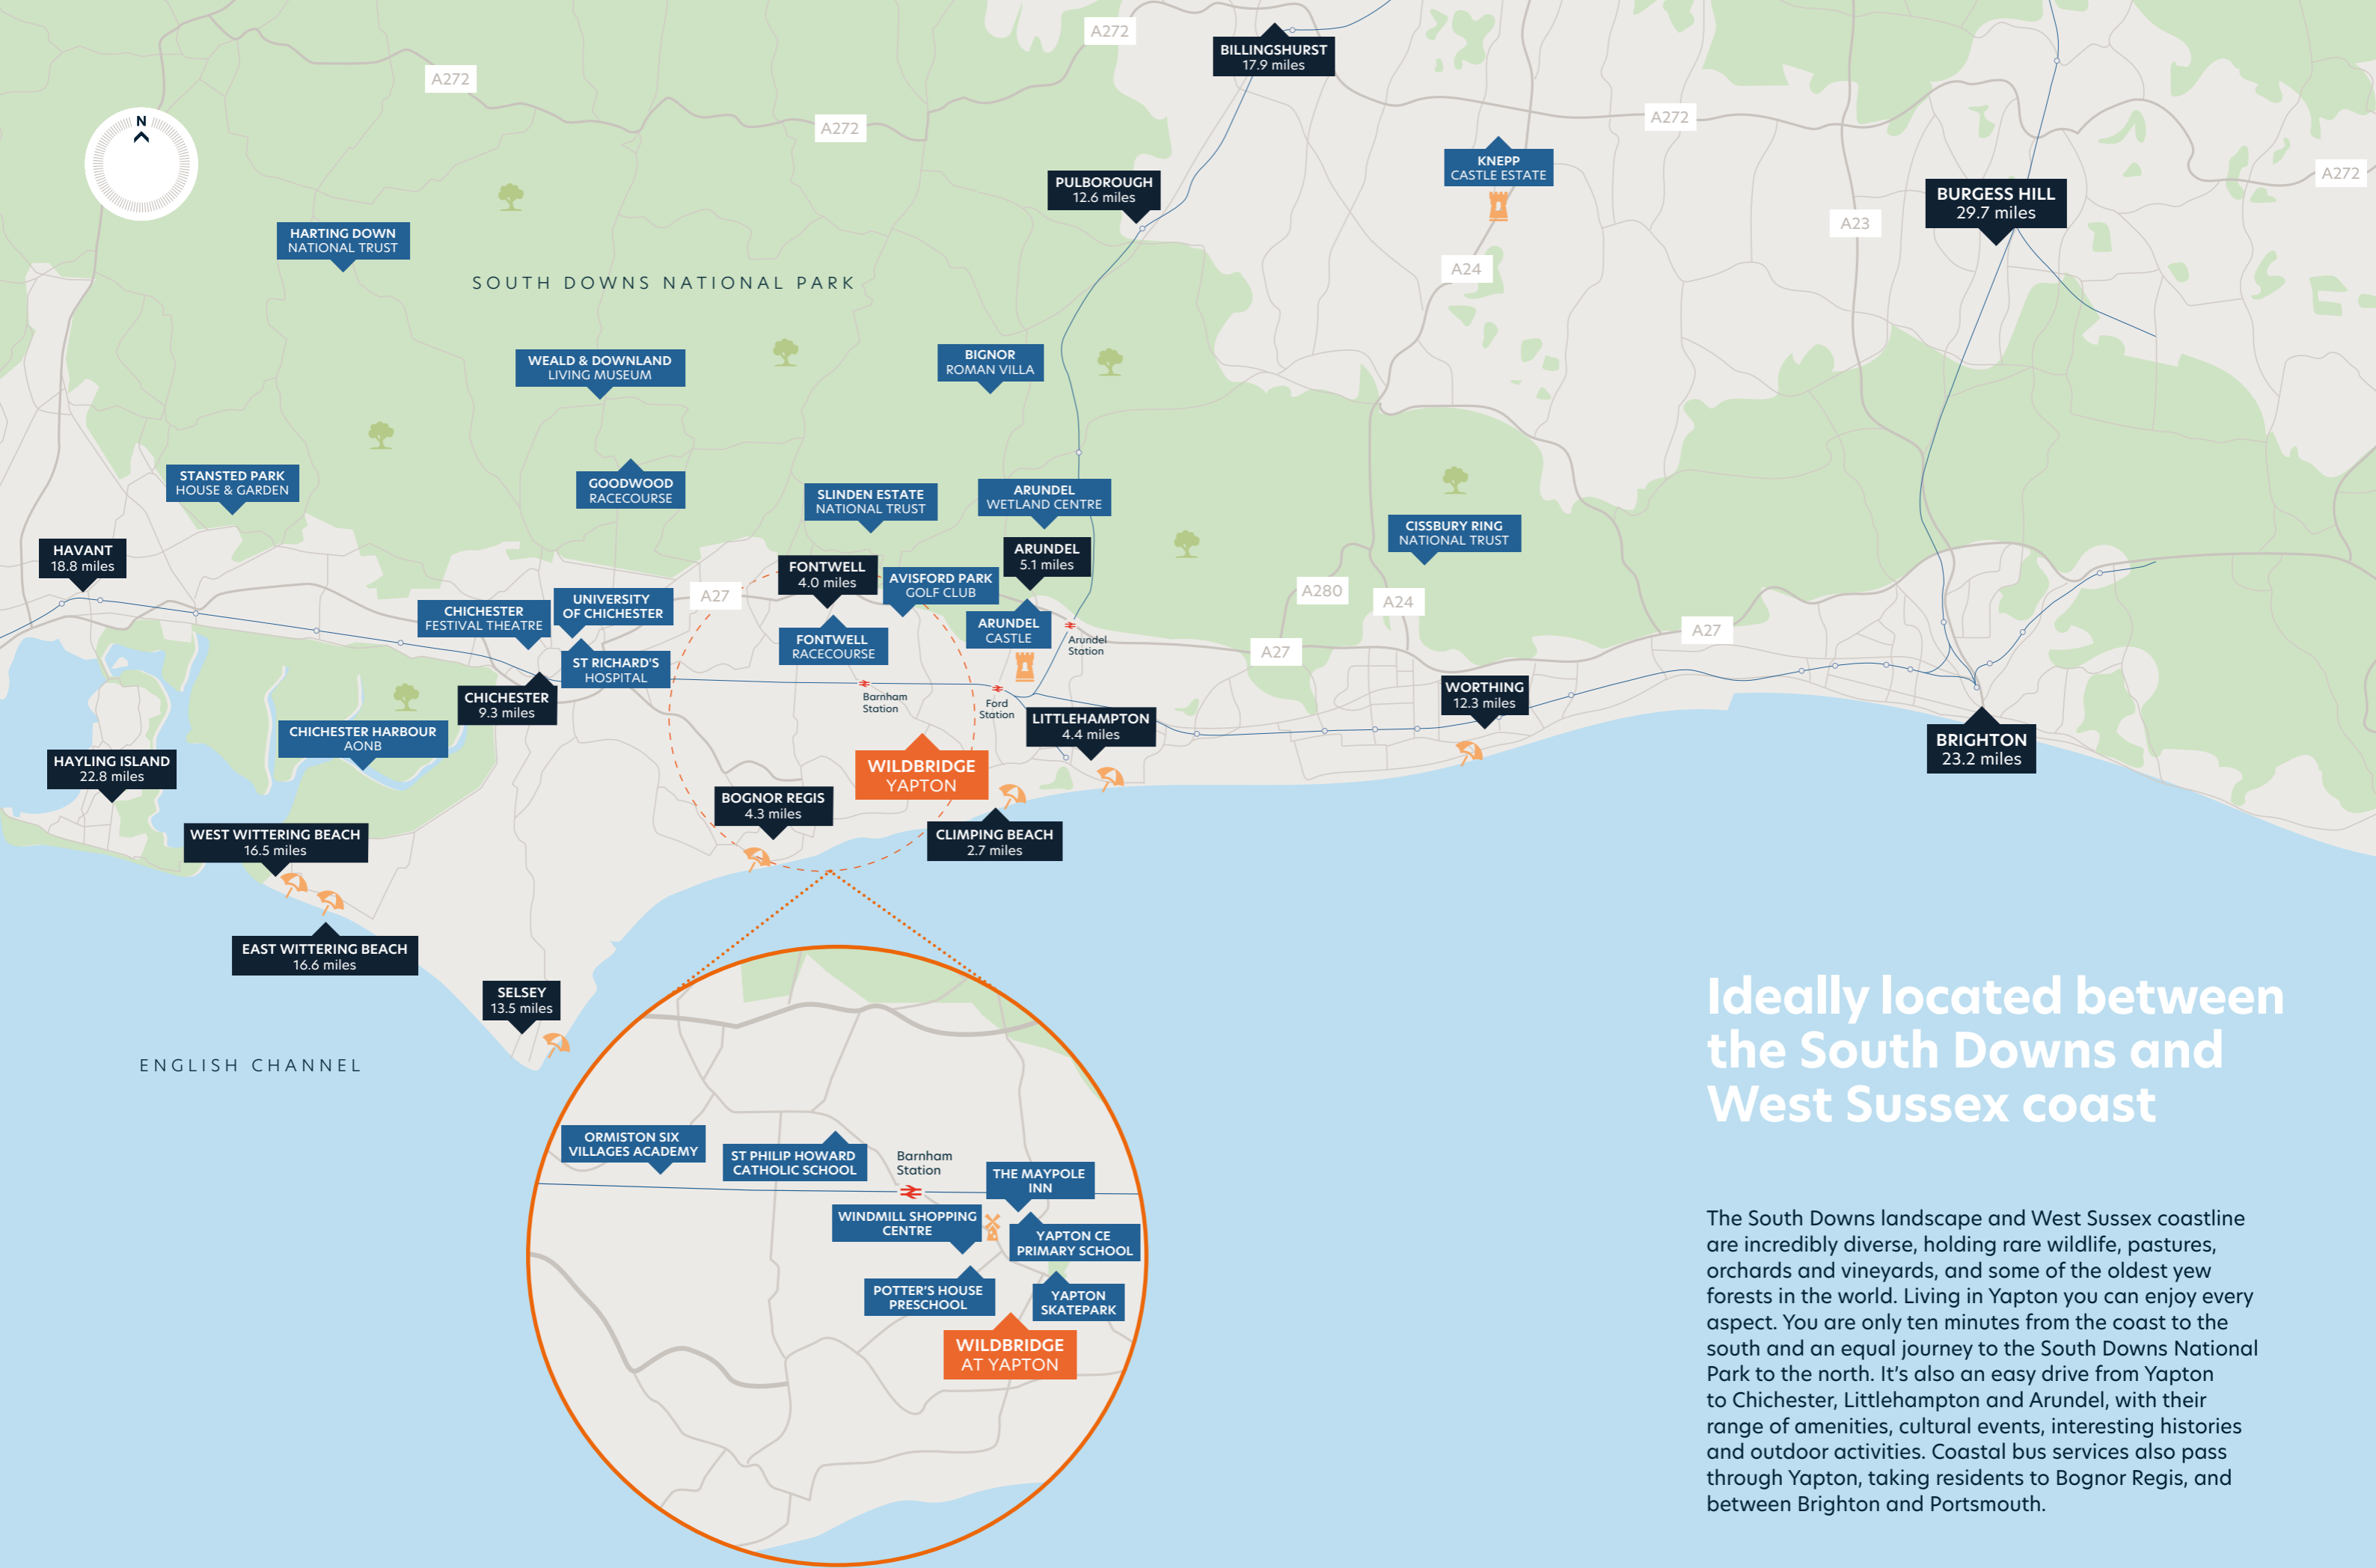 A272
BILLINGSHURST
17.9 miles
A272
A272
A272
N
KNEPP
CASTLE ESTATE
A272
PULBOROUGH
12.6 miles
BURGESS HILL
29.7 miles
A23
HARTING DOWN
NATIONAL TRUST
A24
SOUTH DOWNS NATIONAL PARK
WEALD & DOWNLAND
LIVING MUSEUM
BIGNOR
ROMAN VILLA
STANSTED PARK
HOUSE & GARDEN
GOODWOOD
RACECOURSE
SLINDEN ESTATE
NATIONAL TRUST
ARUNDEL
WETLAND CENTRE
CISSBURY RING
NATIONAL TRUST
HAVANT
18.8 miles
FONTWELL
4.0 miles
ARUNDEL
5.1 miles
AVISFORD PARK
GOLF CLUB
A27
A280
A24
CHICHESTER
FESTIVAL THEATRE
UNIVERSITY
OF CHICHESTER
FONTWELL
RACECOURSE
ARUNDEL
CASTLE
Arundel
Station
A27
A27
ST RICHARD'S
HOSPITAL
CHICHESTER
9.3 miles
Barnham
Station
Ford
Station
WORTHING
12.3 miles
LITTLEHAMPTON
4.4 miles
CHICHESTER HARBOUR
AONB
BRIGHTON
23.2 miles
HAYLING ISLAND
22.8 miles
WILDBRIDGE
YAPTON
BOGNOR REGIS
4.3 miles
WEST WITTERING BEACH
16.5 miles
CLIMPING BEACH
2.7 miles
EAST WITTERING BEACH
16.6 miles
SELSEY
13.5 miles
ENGLISH CHANNEL
ORMISTON SIX
VILLAGES ACADEMY
ST PHILIP HOWARD
CATHOLIC SCHOOL
Barnham
Station
THE MAYPOLE
INN
WINDMILL SHOPPING
CENTRE
YAPTON CE
PRIMARY SCHOOL
POTTER'S HOUSE
PRESCHOOL
YAPTON
SKATEPARK
WILDBRIDGE
AT YAPTON
Ideally located between
the South Downs and
West Sussex coast
The South Downs landscape and West Sussex coastline
are incredibly diverse, holding rare wildlife, pastures,
orchards and vineyards, and some of the oldest yew
forests in the world. Living in Yapton you can enjoy every
aspect. You are only ten minutes from the coast to the
south and an equal journey to the South Downs National
Park to the north. It's also an easy drive from Yapton
to Chichester, Littlehampton and Arundel, with their
range of amenities, cultural events, interesting histories
and outdoor activities. Coastal bus services also pass
through Yapton, taking residents to Bognor Regis, and
between Brighton and Portsmouth.